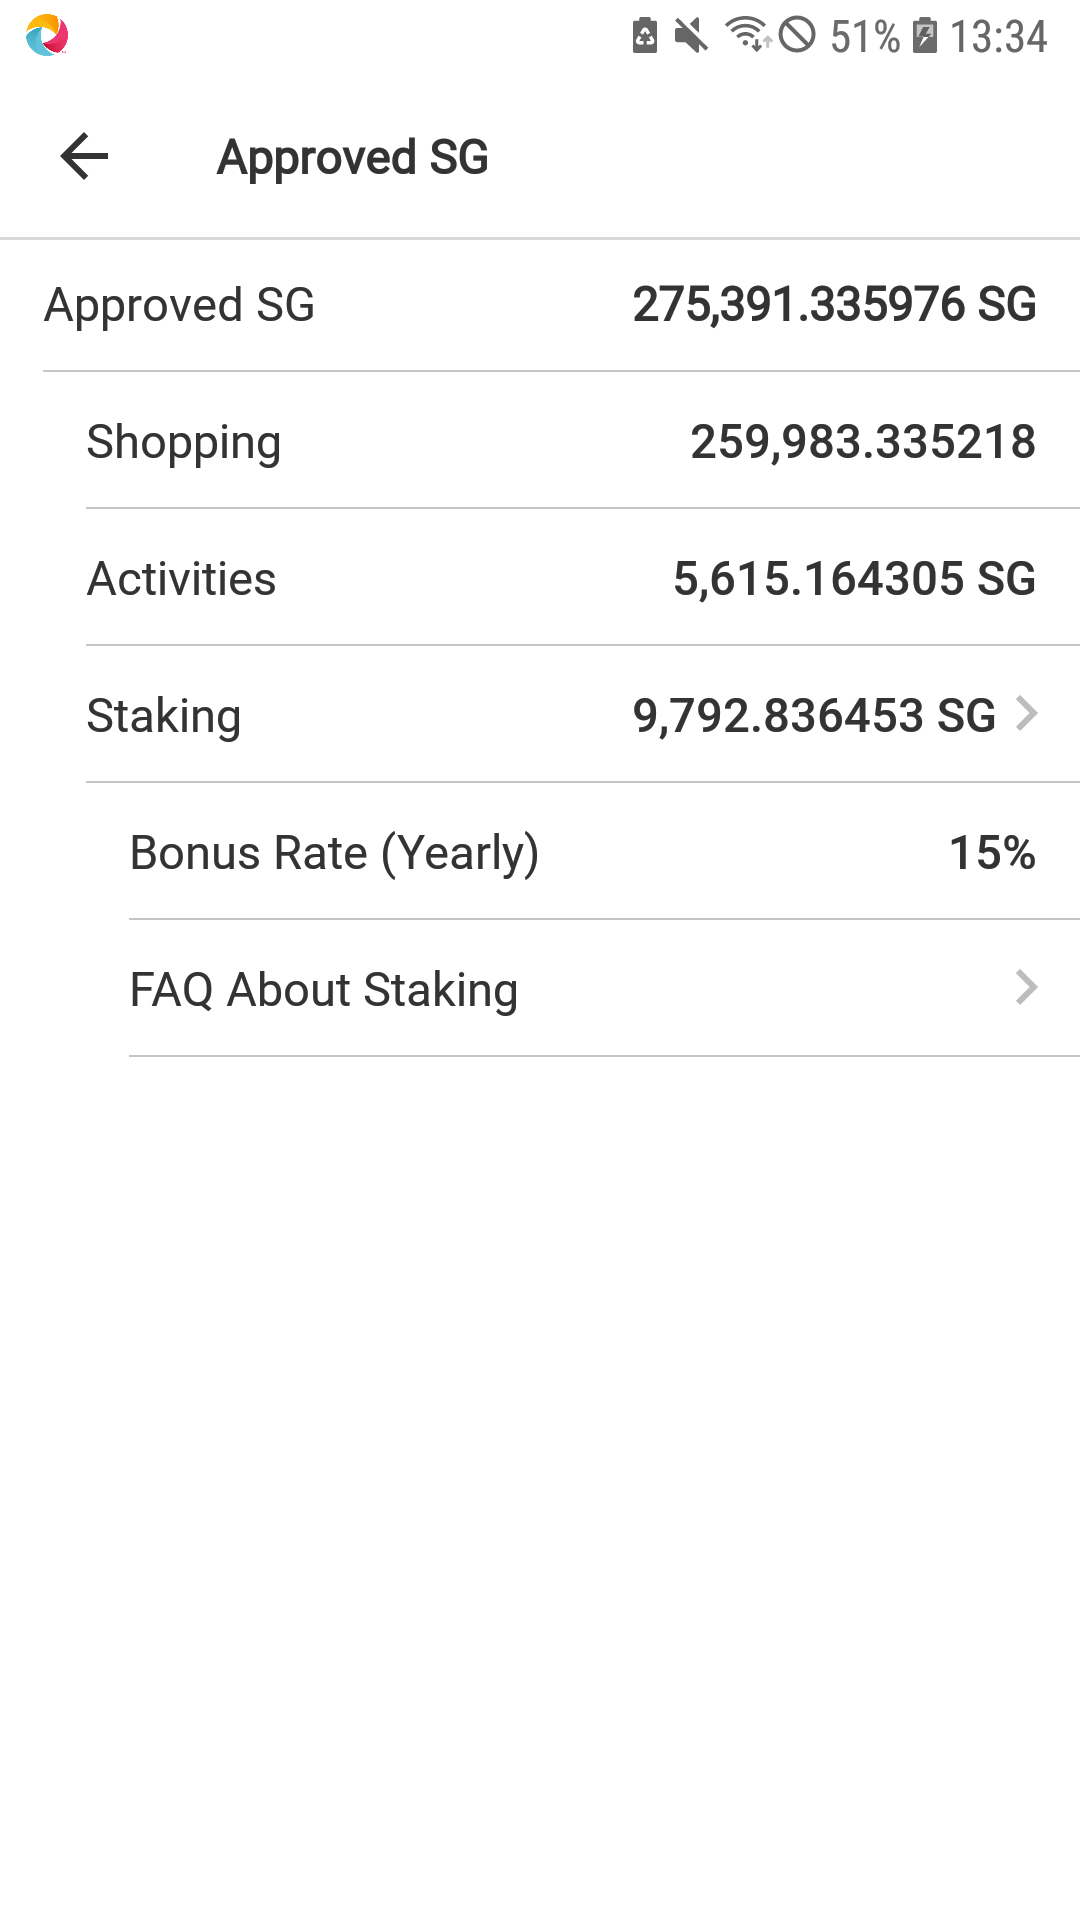 51% 13:34
Approved SG
Approved SG 275,391.335976 SG
Shopping 259,983.335218
Activities 5,615.164305 SG
Staking 9,792.836453 SG
Bonus Rate (Yearly) 15%
FAQ About Staking